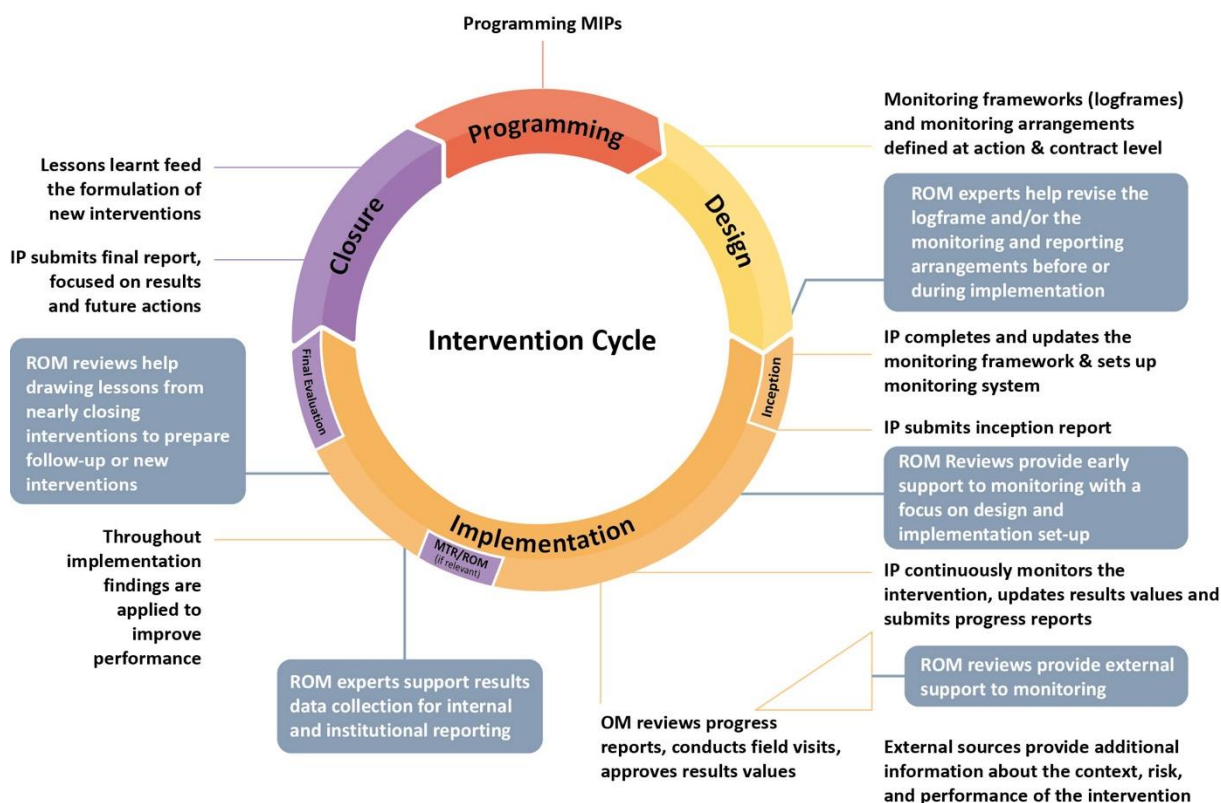 Programming MIPs
Programming
Design
Closure
Implementation
Intervention Cycle
Inception
Final Evaluation
MTR/ROM
(if relevant)
Monitoring frameworks (logframes)
and monitoring arrangements
defined at action & contract level
ROM experts help revise the
logframe and/or the
monitoring and reporting
arrangements before or
during implementation
IP completes and updates the
monitoring framework & sets up
monitoring system
IP submits inception report
ROM Reviews provide early
support to monitoring with a
focus on design and
implementation set-up
IP continuously monitors the
intervention, updates results values and
submits progress reports
ROM reviews provide external
support to monitoring
External sources provide additional
information about the context, risk,
and performance of the intervention
OM reviews progress
reports, conducts field visits,
approves results values
ROM experts support results
data collection for internal
and institutional reporting
Throughout
implementation
findings are
applied to
improve
performance
ROM reviews help
drawing lessons from
nearly closing
interventions to prepare
follow-up or new
interventions
IP submits final report,
focused on results
and future actions
Lessons learnt feed
the formulation of
new interventions